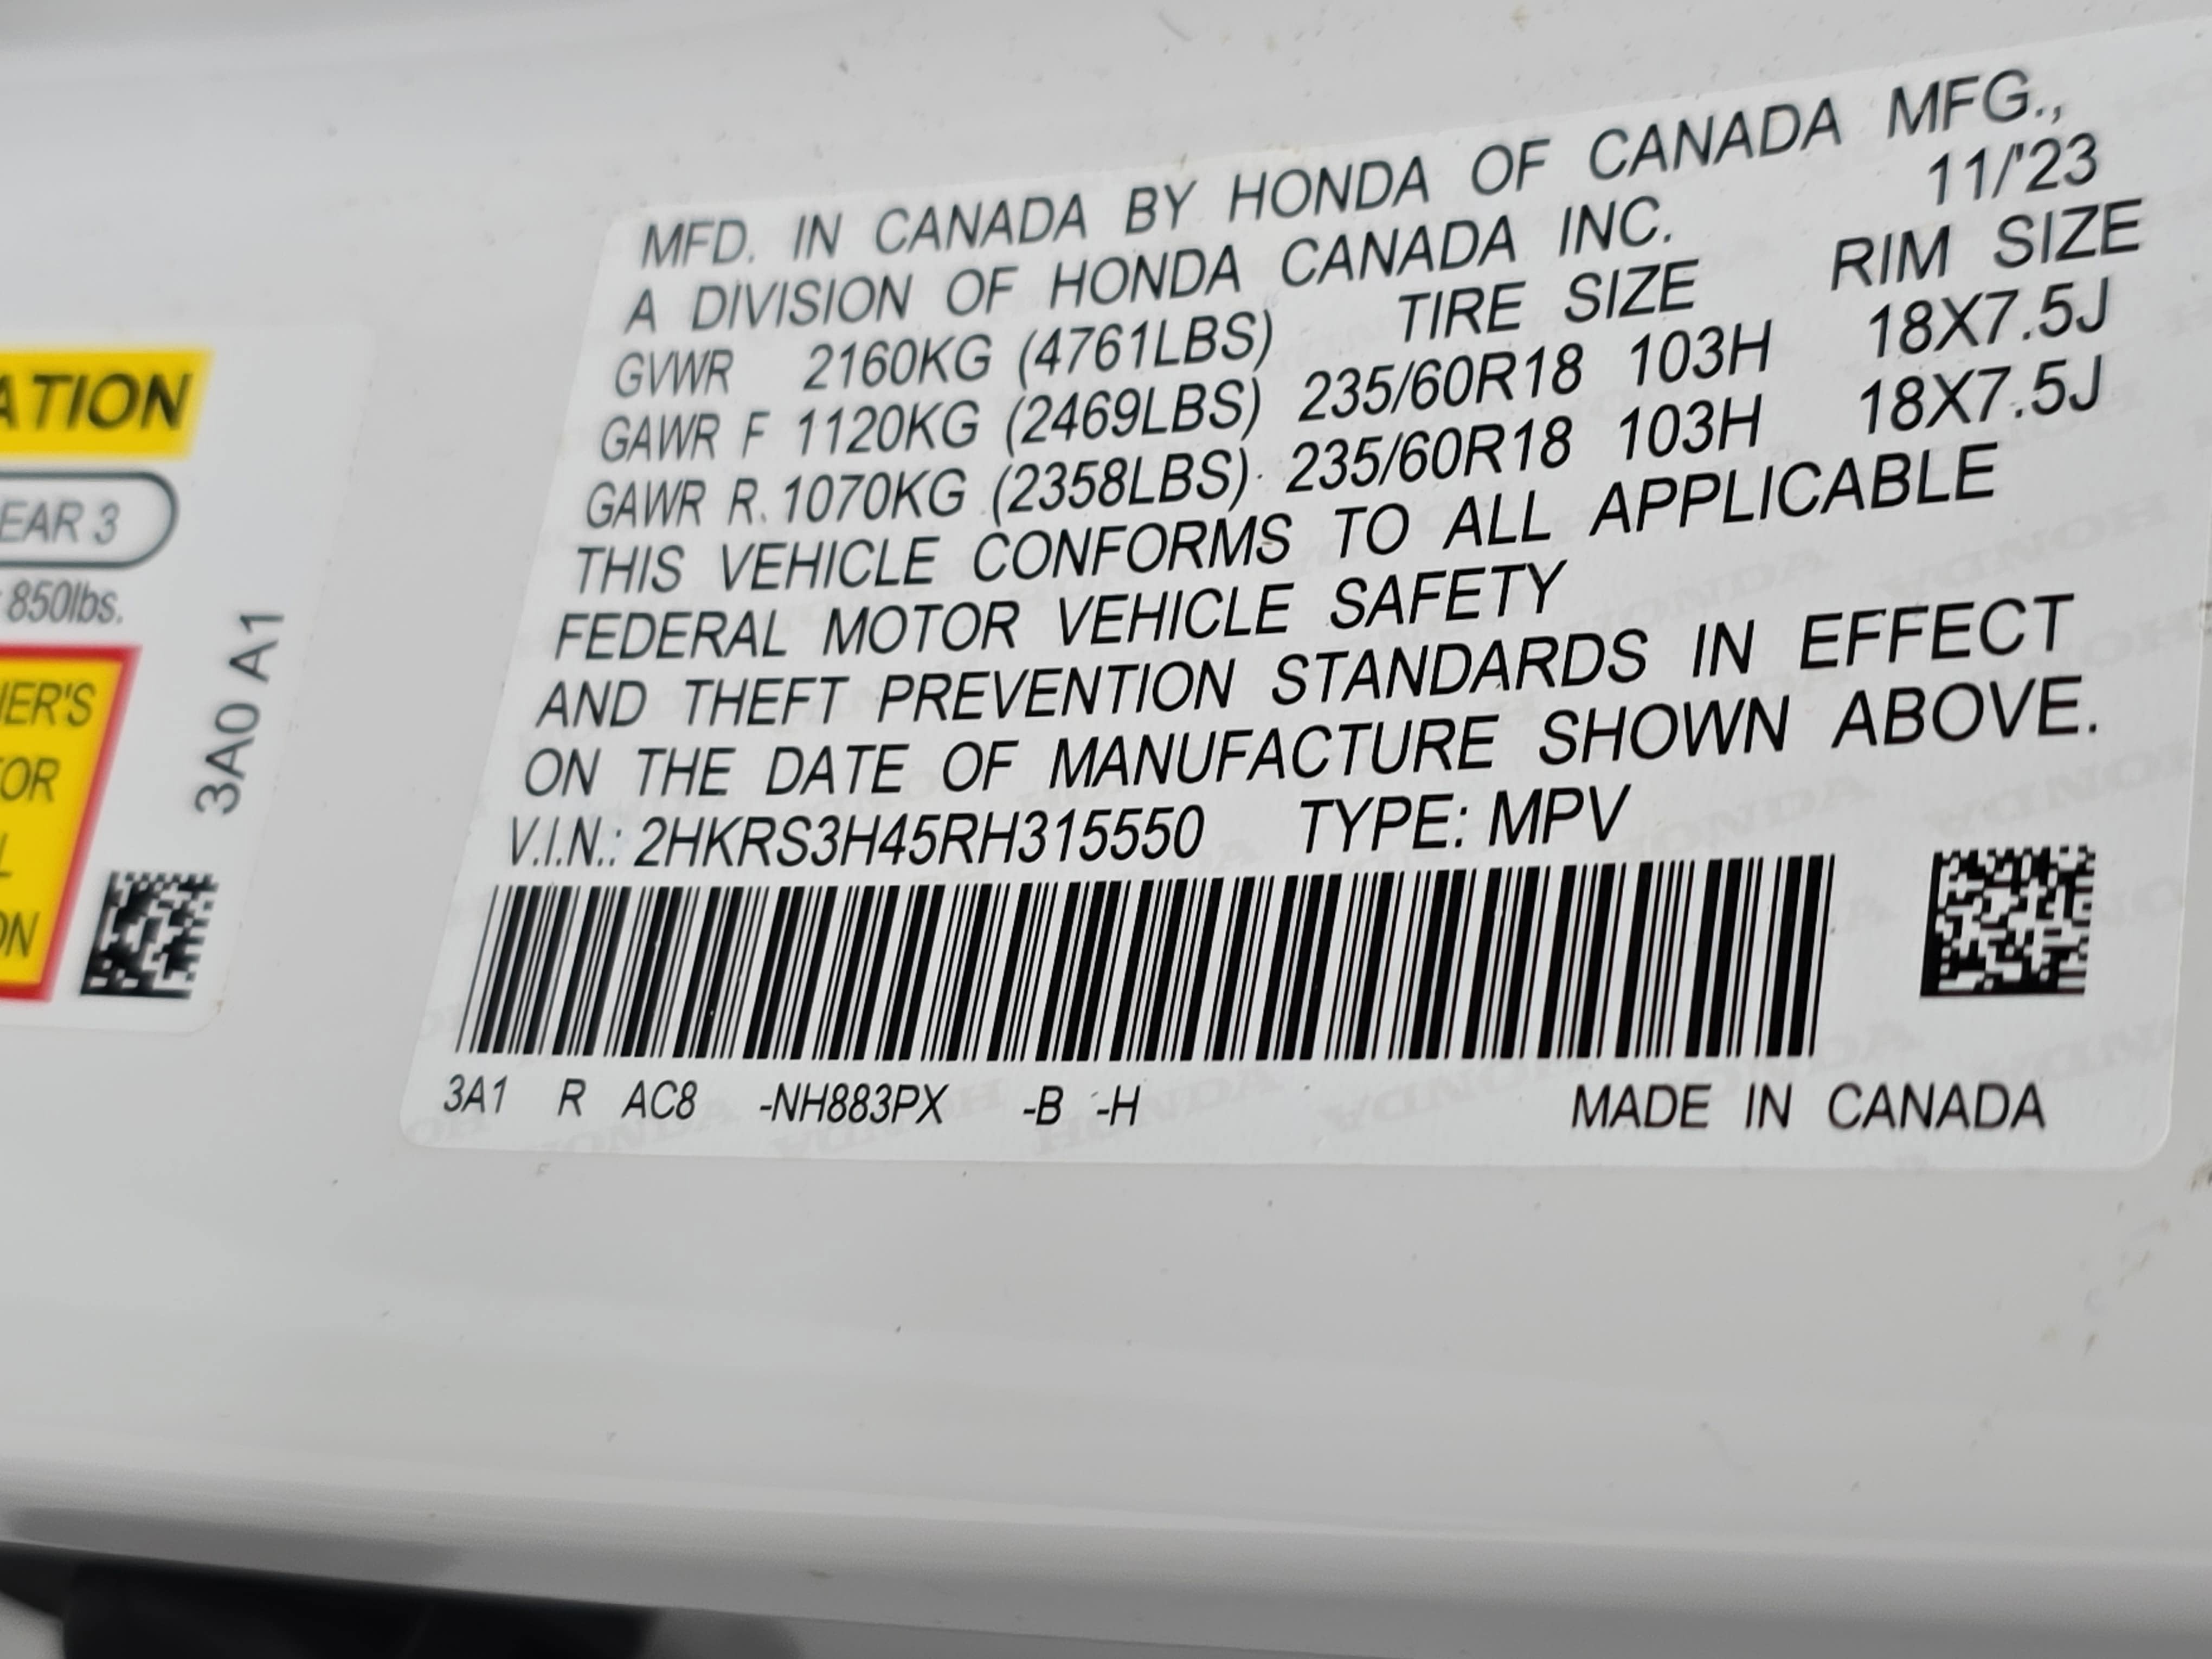 ATION
EAR 3
850lbs.
ER'S
OR
L
ON
3A0 A1
MFD. IN CANADA BY HONDA OF CANADA MFG.,
A DIVISION OF HONDA CANADA INC. 11/'23
GVWR 2160KG (4761LBS) TIRE SIZE RIM SIZE
GAWR F 1120KG (2469LBS) 235/60R18 103H 18X7.5J
GAWR R 1070KG (2358LBS) 235/60R18 103H 18X7.5J
THIS VEHICLE CONFORMS TO ALL APPLICABLE
FEDERAL MOTOR VEHICLE SAFETY
AND THEFT PREVENTION STANDARDS IN EFFECT
ON THE DATE OF MANUFACTURE SHOWN ABOVE.
V.I.N.: 2HKRS3H45RH315550 TYPE: MPV
3A1 R AC8 -NH883PX -B -H MADE IN CANADA